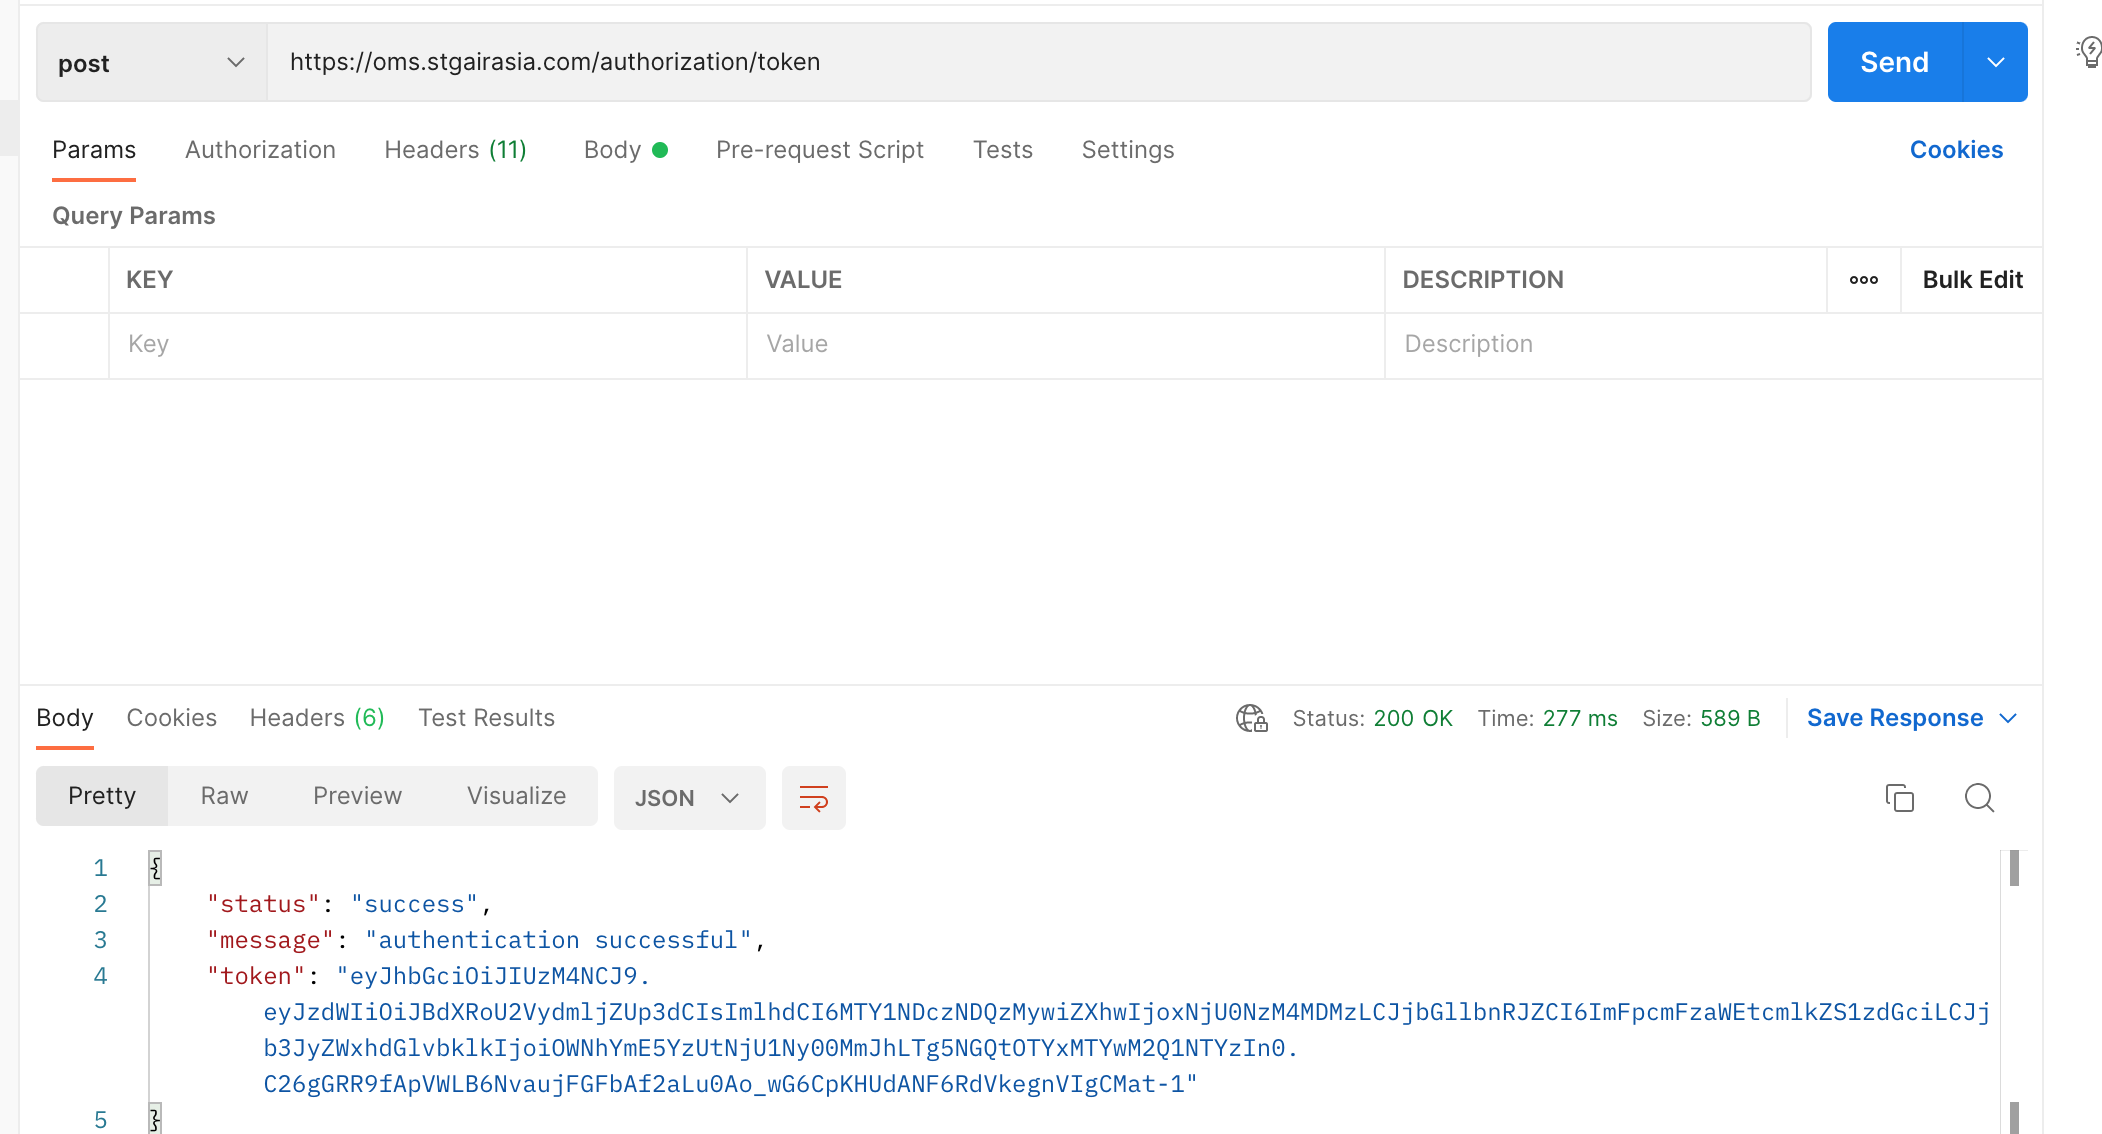 post
https://oms.stgairasia.com/authorization/token
Send
Params Authorization Headers (11) Body Pre-request Script Tests Settings Cookies
Query Params
KEY VALUE DESCRIPTION ooo Bulk Edit
Key Value Description
Body Cookies Headers (6) Test Results Status: 200 OK Time: 277 ms Size: 589 B Save Response
Pretty Raw Preview Visualize JSON
1 {
2 "status": "success",
3 "message": "authentication successful",
4 "token": "eyJhbGciOiJIUzM4NCJ9.
eyJzdWIiOiJBdXRoU2VydmljZUp3dCIsImlhdCI6MTY1NDczNDQzMywiZXhwIjoxNjU0NzM4MDMzLCJjbGllbnRJZCI6ImFpcmFzaWEtcmlkZS1zdGciLCJj
b3JyZWxhdGlvbklkIjoiOWNhYmE5YzUtNjU1Ny00MmJhLTg5NGQtOTYxMTYwM2Q1NTYzIn0.
C26gGRR9fApVWLB6NvaujFGFbAf2aLu0Ao_wG6CpKHUdANF6RdVkegnVIgCMat-1"
5 }